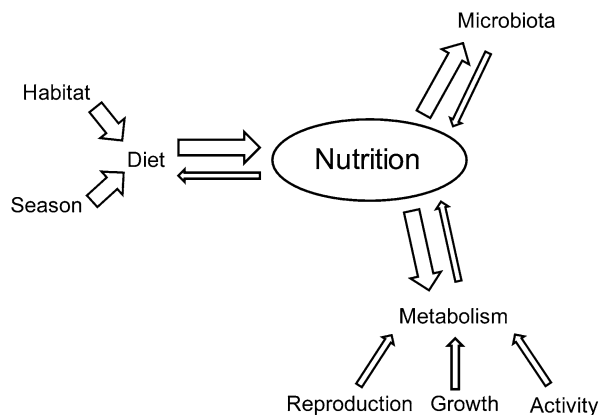 Microbiota
Habitat
Diet
Nutrition
Season
Metabolism
Reproduction Growth Activity